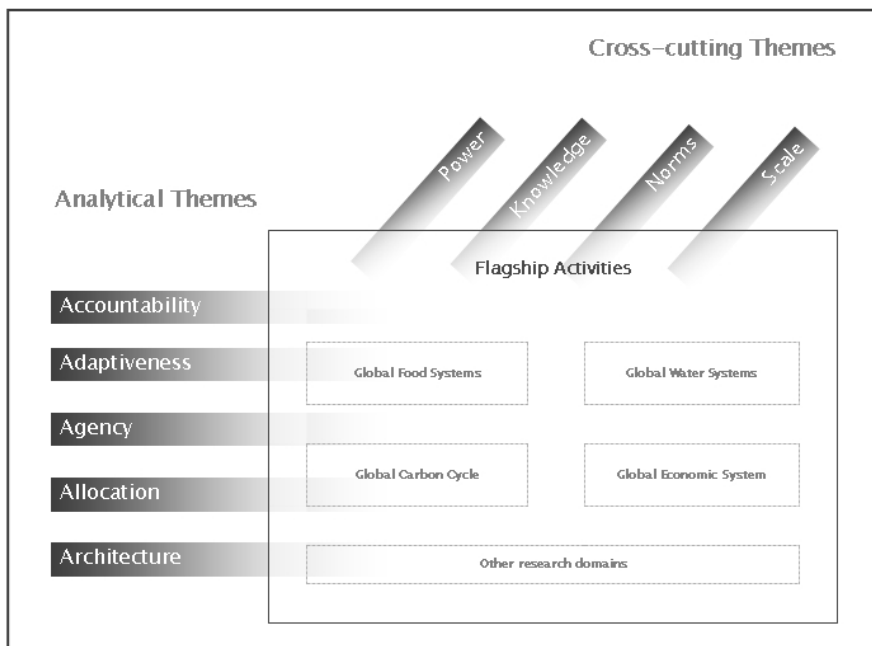 Cross-cutting Themes
Power
Knowledge
Norms
Scale
Analytical Themes
Flagship Activities
Accountability
Adaptiveness
Global Food Systems
Global Water Systems
Agency
Global Carbon Cycle
Global Economic System
Allocation
Architecture
Other research domains